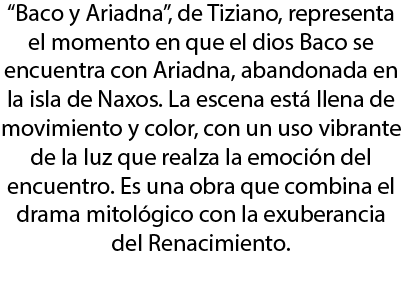 “Baco y Ariadna”, de Tiziano, representa
el momento en que el dios Baco se
encuentra con Ariadna, abandonada en
la isla de Naxos. La escena está llena de
movimiento y color, con un uso vibrante
de la luz que realza la emoción del
encuentro. Es una obra que combina el
drama mitológico con la exuberancia
del Renacimiento.